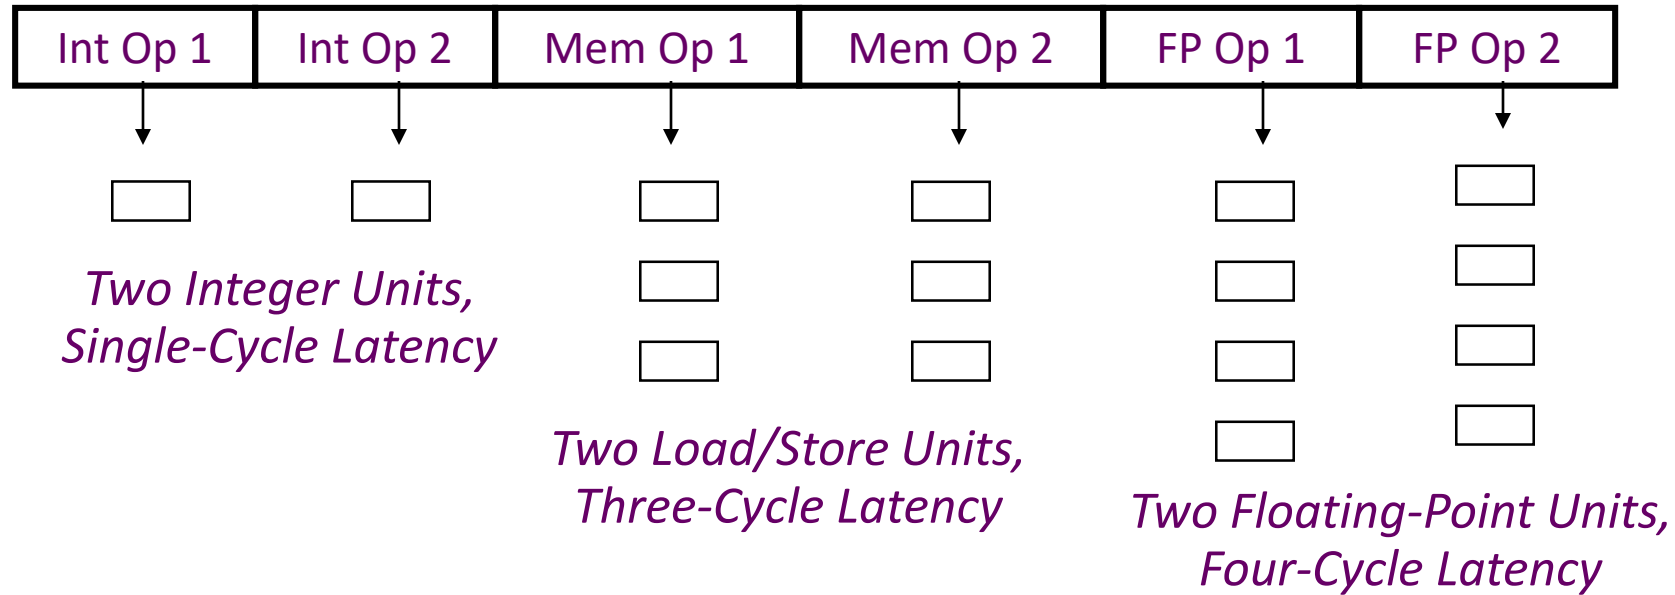 Int Op 1 Int Op 2 Mem Op 1 Mem Op 2 FP Op 1 FP Op 2
Two Integer Units,
Single-Cycle Latency
Two Load/Store Units,
Three-Cycle Latency
Two Floating-Point Units,
Four-Cycle Latency